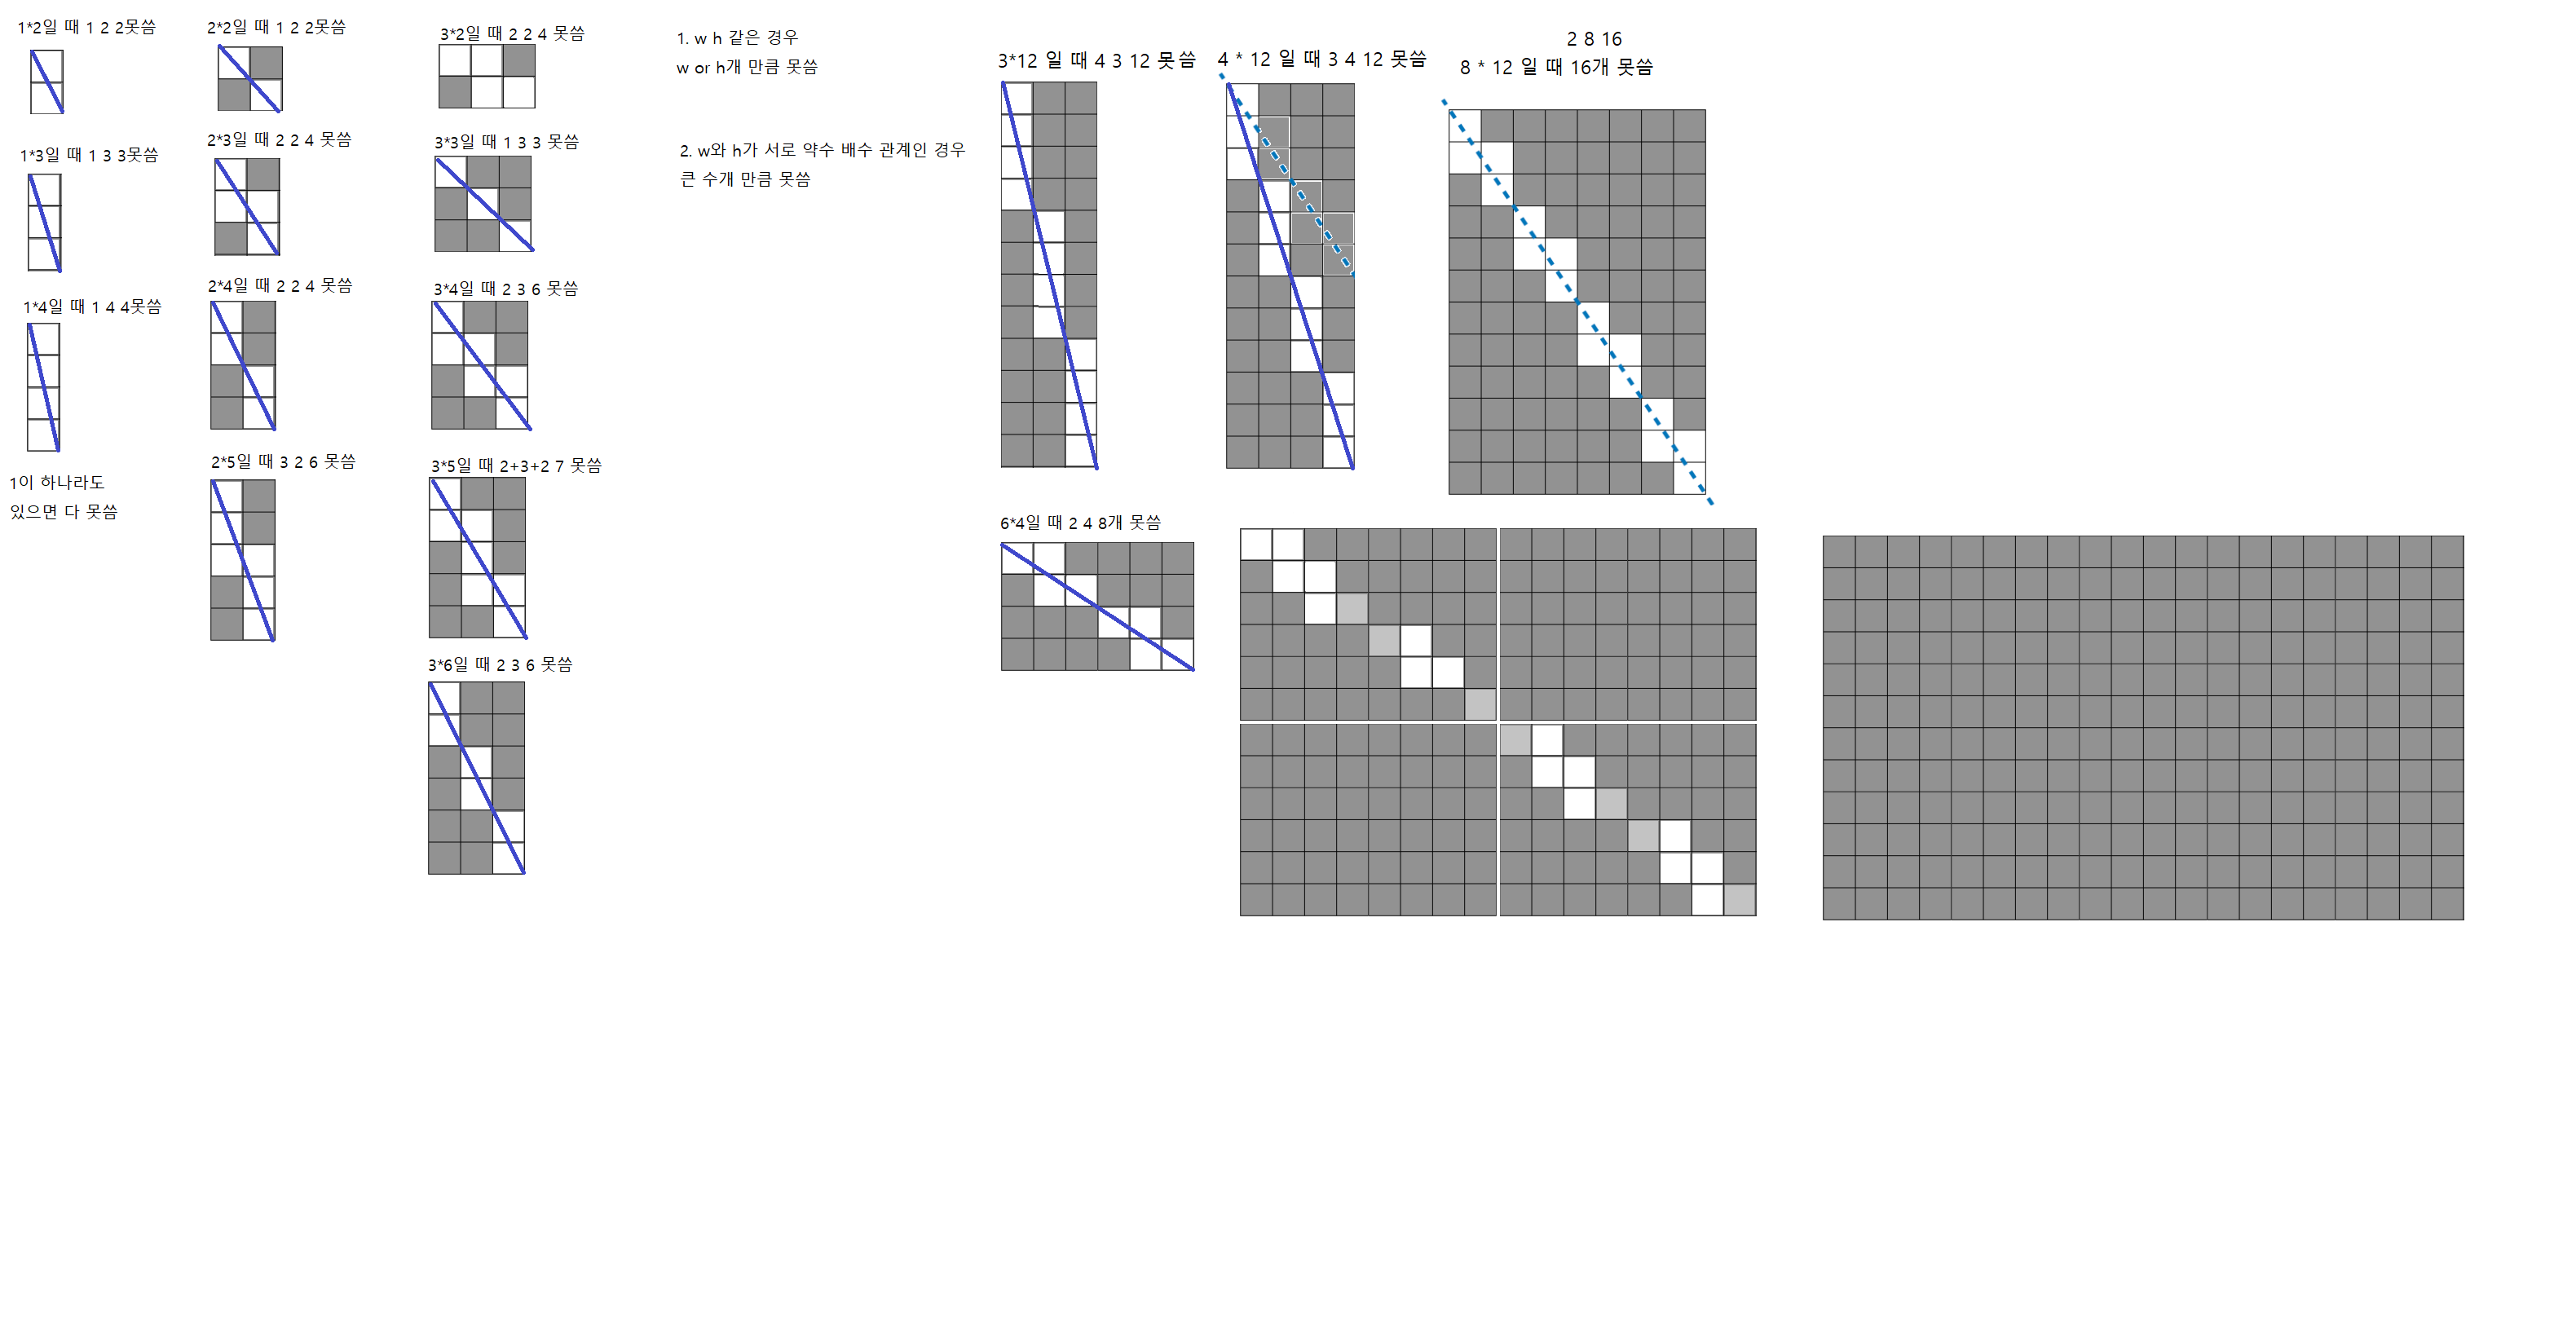 1*2일 때 1 2 2못씀
2*2일 때 1 2 2못씀
3*2일 때 2 2 4 못씀
1*3일 때 1 3 3못씀
2*3일 때 2 2 4 못씀
3*3일 때 1 3 3 못씀
1*4일 때 1 4 4못씀
2*4일 때 2 2 4 못씀
3*4일 때 2 3 6 못씀
1이 하나라도
있으면 다 못씀
2*5일 때 3 2 6 못씀
3*5일 때 2+3+2 7 못씀
3*6일 때 2 3 6 못씀
1. w h 같은 경우
w or h개 만큼 못씀
2. w와 h가 서로 약수 배수 관계인 경우
큰 수개 만큼 못씀
3*12 일 때 4 3 12 못씀
4 * 12 일 때 3 4 12 못씀
2 8 16
8 * 12 일 때 16개 못씀
6*4일 때 2 4 8개 못씀